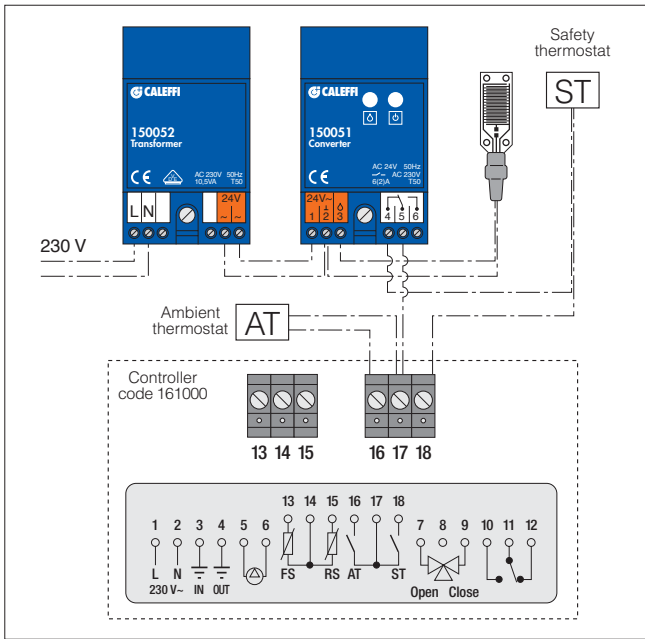 Safety
thermostat
ST
CALEFFI
150052
Transformer
CE
AC 230V 50Hz
10,5VA T50
L N
24V
~ ~
CALEFFI
150051
Converter
CE
AC 24V 50Hz
AC 230V
6(2)A T50
24V~
1 2 3
4 5 6
230 V
Ambient
thermostat
AT
Controller
code 161000
13 14 15
16 17 18
13 14 15 16 17 18
1 2 3 4 5 6
7 8 9 10 11 12
L N
230 V~ IN OUT
FS RS AT ST
Open Close